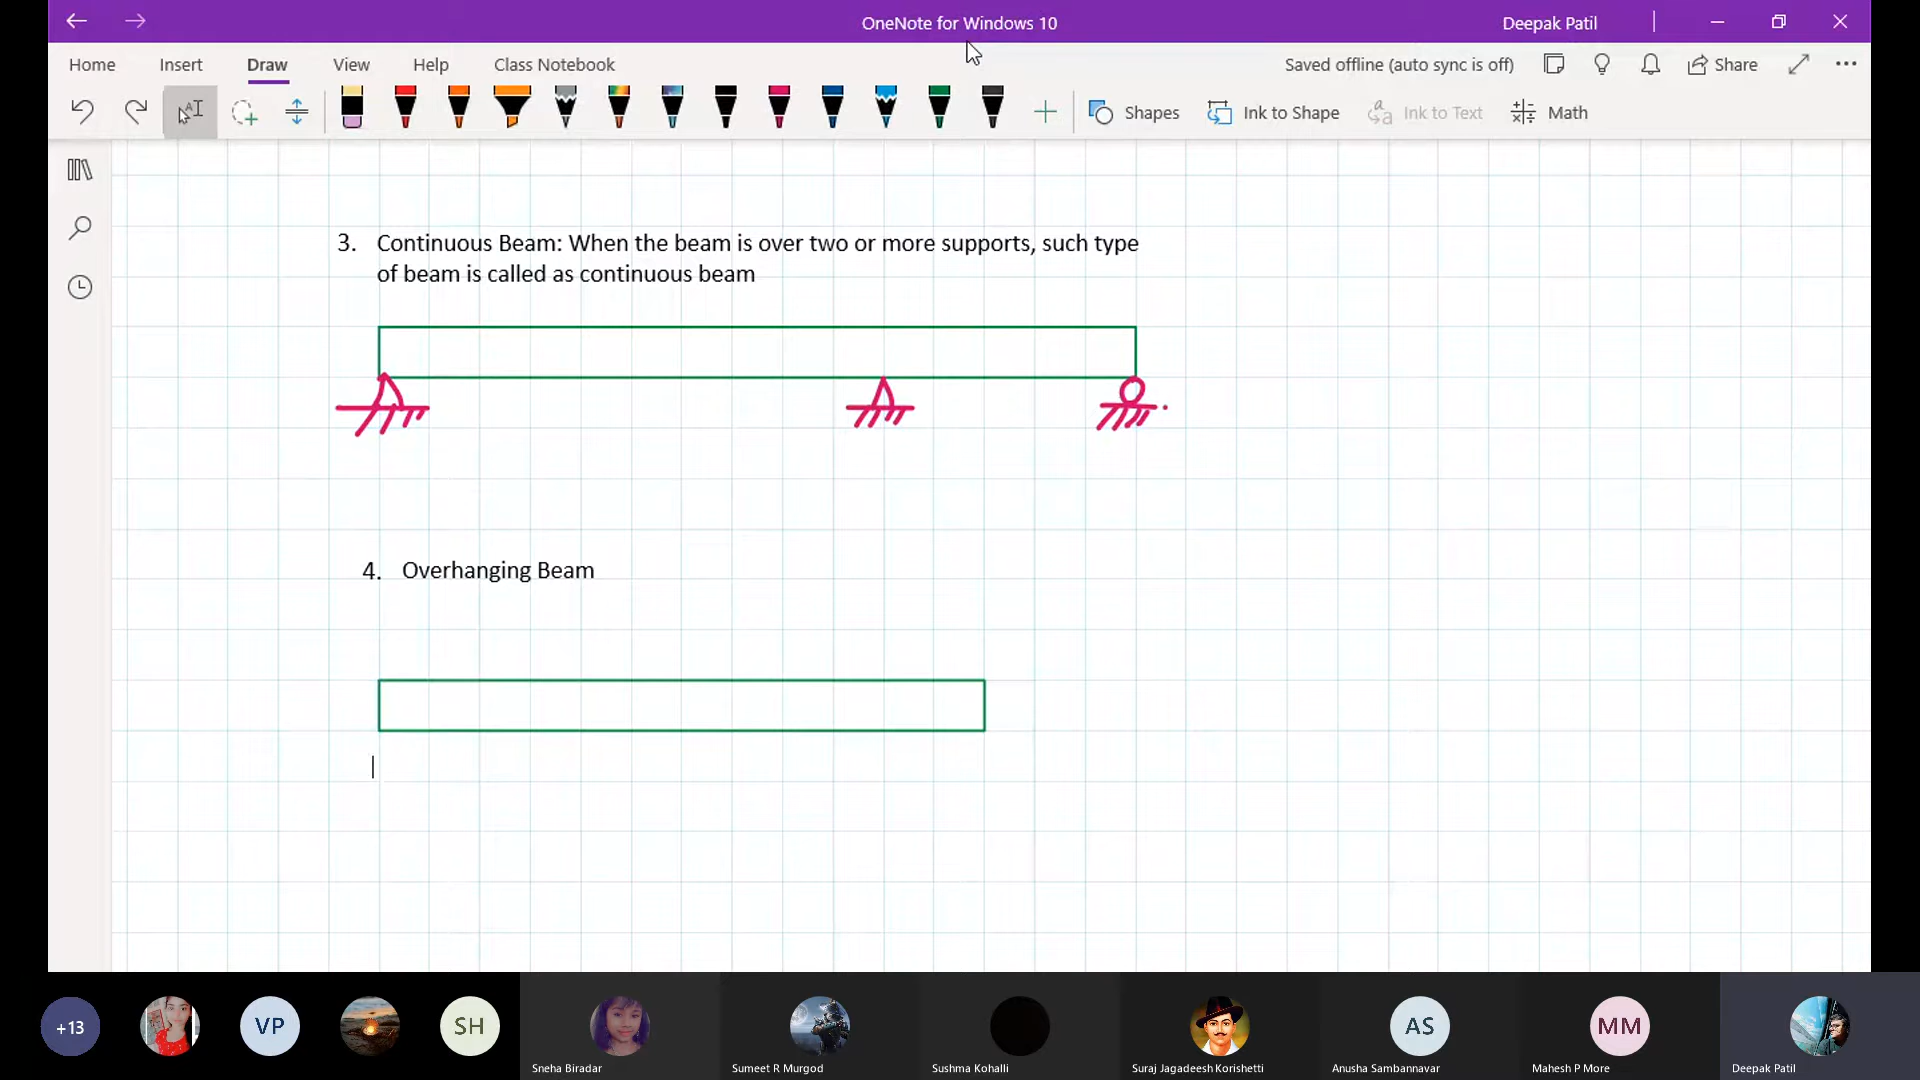 OneNote for Windows 10
Deepak Patil
Home
Insert
Draw
View
Help
Class Notebook
Saved offline (auto sync is off)
Share
Shapes
Ink to Shape
Ink to Text
Math
3. Continuous Beam: When the beam is over two or more supports, such type
of beam is called as continuous beam
4. Overhanging Beam
+13
VP
SH
AS
MM
Sneha Biradar
Sumeet R Murgod
Sushma Kohalli
Suraj Jagadeesh Korishetti
Anusha Sambannavar
Mahesh P More
Deepak Patil